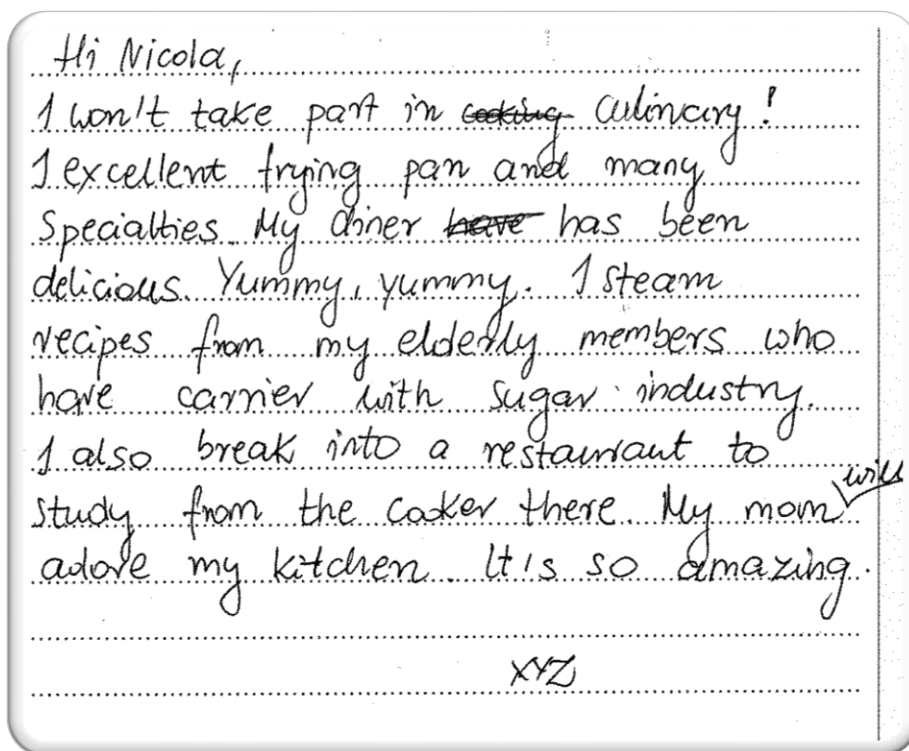 Hi Nicola,
I won't take part in cooking culinary!
I excellent frying pan and many
specialties. My diner have has been
delicious. Yummy, yummy. I steam
recipes from my elderly members who
have carrier with sugar industry.
I also break into a restaurant to
study from the cooker there. My mom will
adore my kitchen. It is so amazing.
XYZ